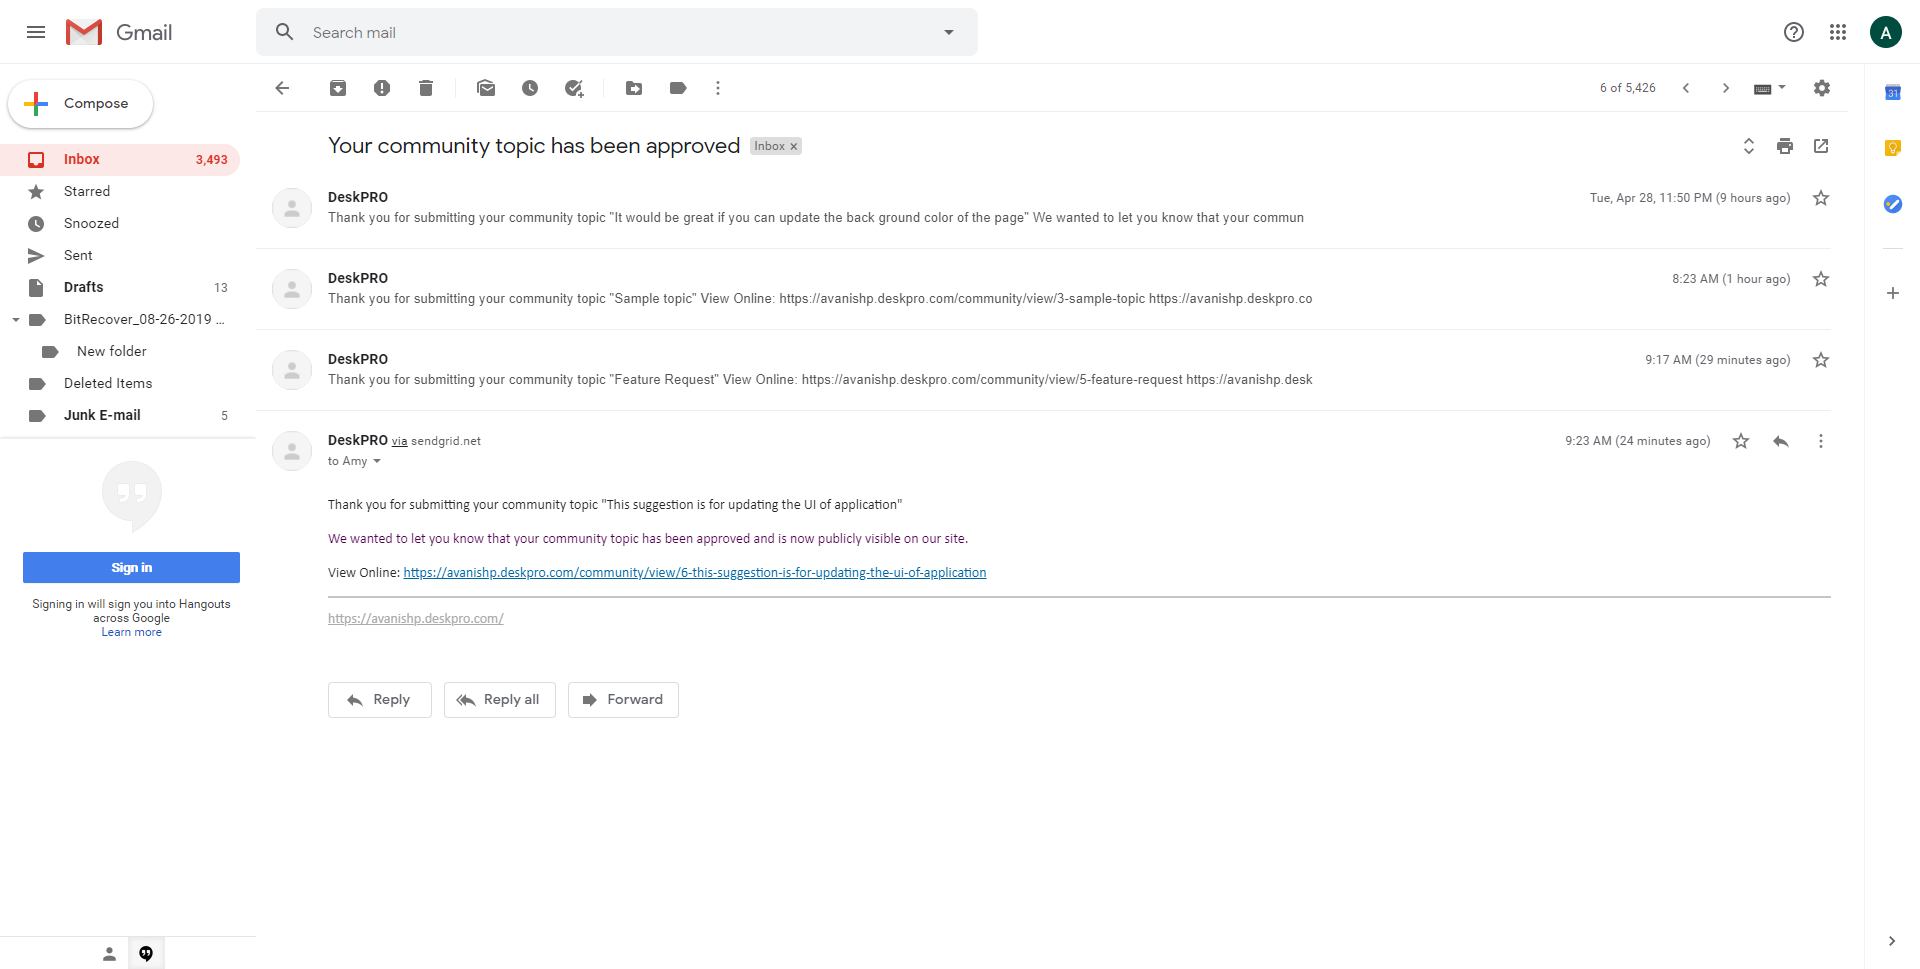 Gmail
Search mail
A
Compose
6 of 5,426
31
Your community topic has been approved
Inbox ×
Inbox 3,493
Starred
Snoozed
Sent
Drafts 13
BitRecover_08-26-2019 ...
New folder
Deleted Items
Junk E-mail 5
Sign in
Signing in will sign you into Hangouts
across Google
Learn more
DeskPRO
Tue, Apr 28, 11:50 PM (9 hours ago)
Thank you for submitting your community topic "It would be great if you can update the back ground color of the page" We wanted to let you know that your commun
DeskPRO
8:23 AM (1 hour ago)
Thank you for submitting your community topic "Sample topic" View Online: https://avanishp.deskpro.com/community/view/3-sample-topic https://avanishp.deskpro.co
DeskPRO
9:17 AM (29 minutes ago)
Thank you for submitting your community topic "Feature Request" View Online: https://avanishp.deskpro.com/community/view/5-feature-request https://avanishp.desk
DeskPRO via sendgrid.net
9:23 AM (24 minutes ago)
to Amy
Thank you for submitting your community topic "This suggestion is for updating the UI of application"
We wanted to let you know that your community topic has been approved and is now publicly visible on our site.
View Online: https://avanishp.deskpro.com/community/view/6-this-suggestion-is-for-updating-the-ui-of-application
https://avanishp.deskpro.com/
Reply
Reply all
Forward